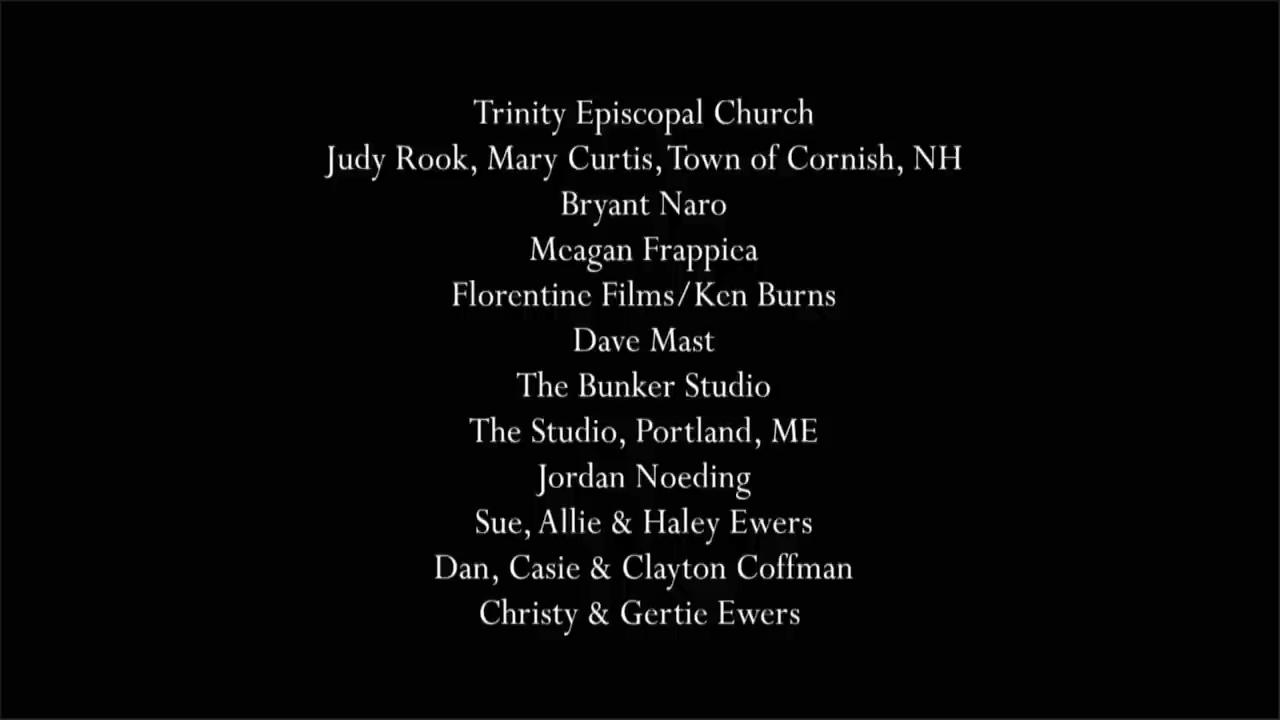 Trinity Episcopal Church
Judy Rook, Mary Curtis, Town of Cornish, NH
Bryant Naro
Meagan Frappiea
Florentine Films/Ken Burns
Dave Mast
The Bunker Studio
The Studio, Portland, ME
Jordan Noeding
Sue, Allie & Haley Ewers
Dan, Casie & Clayton Coffman
Christy & Gertie Ewers